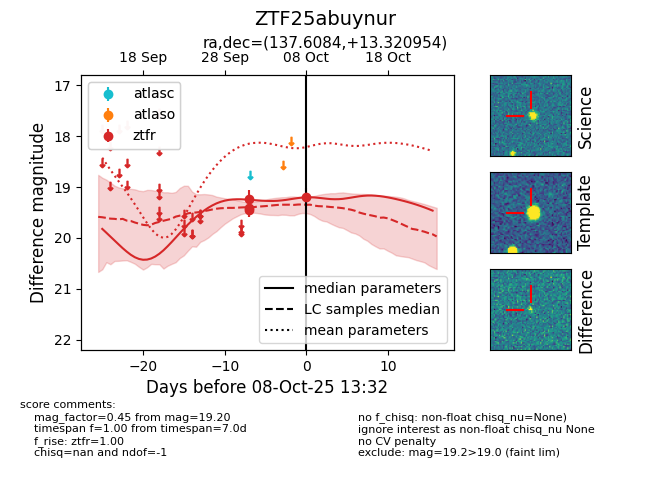 ZTF25abuynur
ra,dec=(137.6084,+13.320954)
18 Sep 28 Sep 08 Oct 18 Oct
17
18
19
20
21
22
Difference magnitude
atlasc
atlaso
ztfr
median parameters
LC samples median
mean parameters
−20 −10 0 10
Days before 08-Oct-25 13:32
Science
Template
Difference
score comments:
mag_factor=0.45 from mag=19.20
timespan f=1.00 from timespan=7.0d
f_rise: ztfr=1.00
chisq=nan and ndof=-1
no f_chisq: non-float chisq_nu=None)
ignore interest as non-float chisq_nu None
no CV penalty
exclude: mag=19.2>19.0 (faint lim)